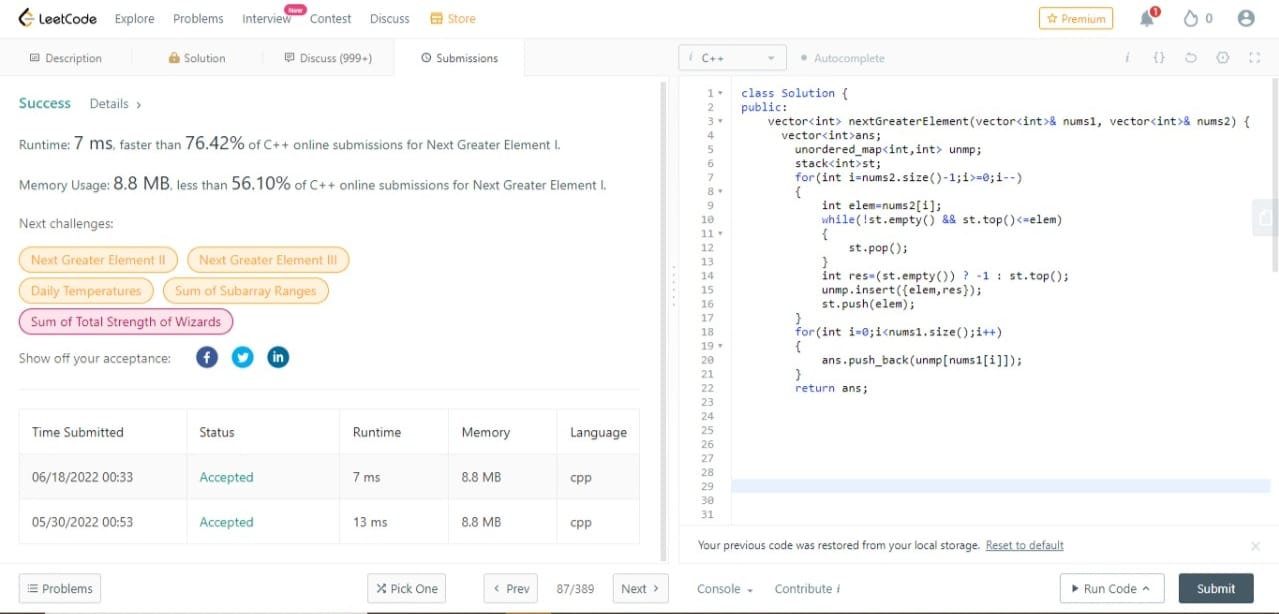 LeetCode Explore Problems Interview New Contest Discuss Store Premium 1 0
Description Solution Discuss (999+) Submissions
i C++ Autocomplete i {}
Success Details ›
Runtime: 7 ms, faster than 76.42% of C++ online submissions for Next Greater Element I.
Memory Usage: 8.8 MB, less than 56.10% of C++ online submissions for Next Greater Element I.
Next challenges:
Next Greater Element II Next Greater Element III
Daily Temperatures Sum of Subarray Ranges
Sum of Total Strength of Wizards
Show off your acceptance:
Time Submitted Status Runtime Memory Language
06/18/2022 00:33 Accepted 7 ms 8.8 MB cpp
05/30/2022 00:53 Accepted 13 ms 8.8 MB cpp
1 class Solution {
2 public:
3 vector<int> nextGreaterElement(vector<int>& nums1, vector<int>& nums2) {
4 vector<int>ans;
5 unordered_map<int,int> unmp;
6 stack<int>st;
7 for(int i=nums2.size()-1;i>=0;i--)
8 {
9 int elem=nums2[i];
10 while(!st.empty() && st.top()<=elem)
11 {
12 st.pop();
13 }
14 int res=(st.empty()) ? -1 : st.top();
15 unmp.insert({elem,res});
16 st.push(elem);
17 }
18 for(int i=0;i<nums1.size();i++)
19 {
20 ans.push_back(unmp[nums1[i]]);
21 }
22 return ans;
23
24
25
26
27
28
29
30
31
Your previous code was restored from your local storage. Reset to default
Problems Pick One ‹ Prev 87/389 Next › Console Contribute i Run Code Submit